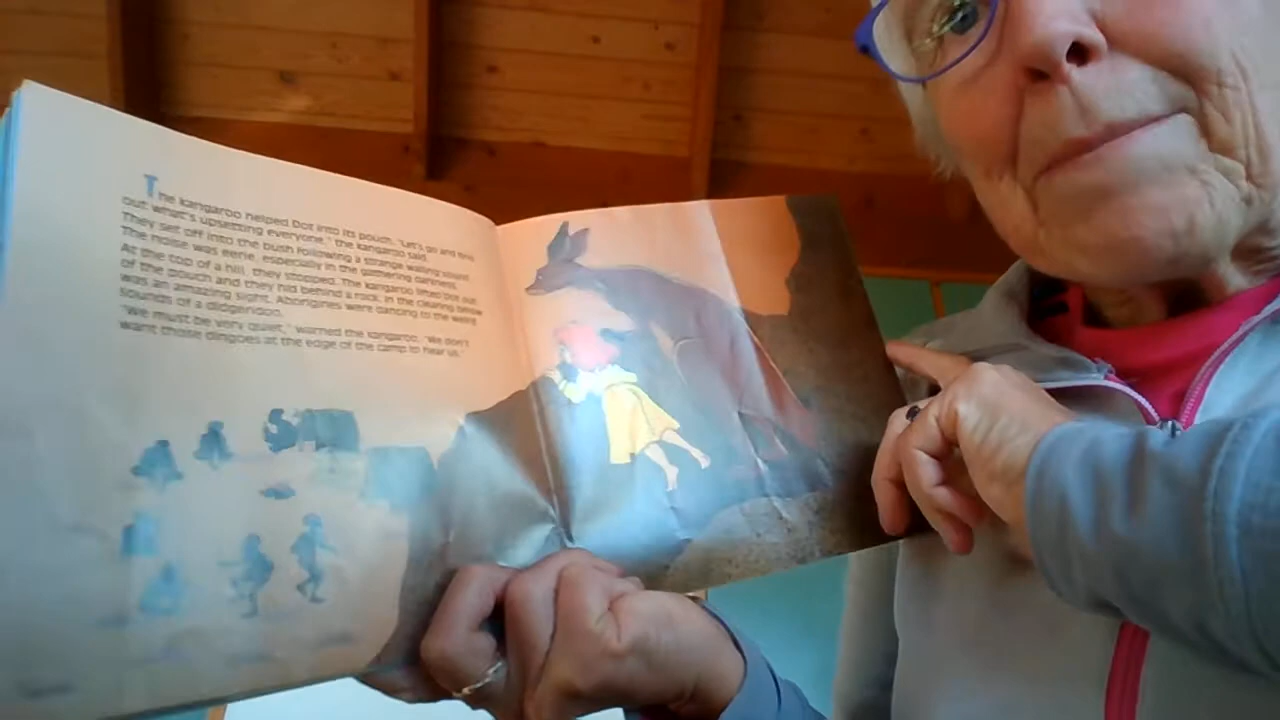 The kangaroo helped Dot into its pouch. "Let's go and find
out what's upsetting everyone," the kangaroo said.
They set off into the bush following a strange wailing sound.
The noise was eerie, especially in the gathering darkness.
At the top of a hill, they stopped. The kangaroo lifted Dot out
of the pouch and they hid behind a rock. In the clearing below
was an amazing sight. Aborigines were dancing to the weird
sounds of a didgeridoo.
"We must be very quiet," warned the kangaroo. "We don't
want those dingoes at the edge of the camp to hear us."